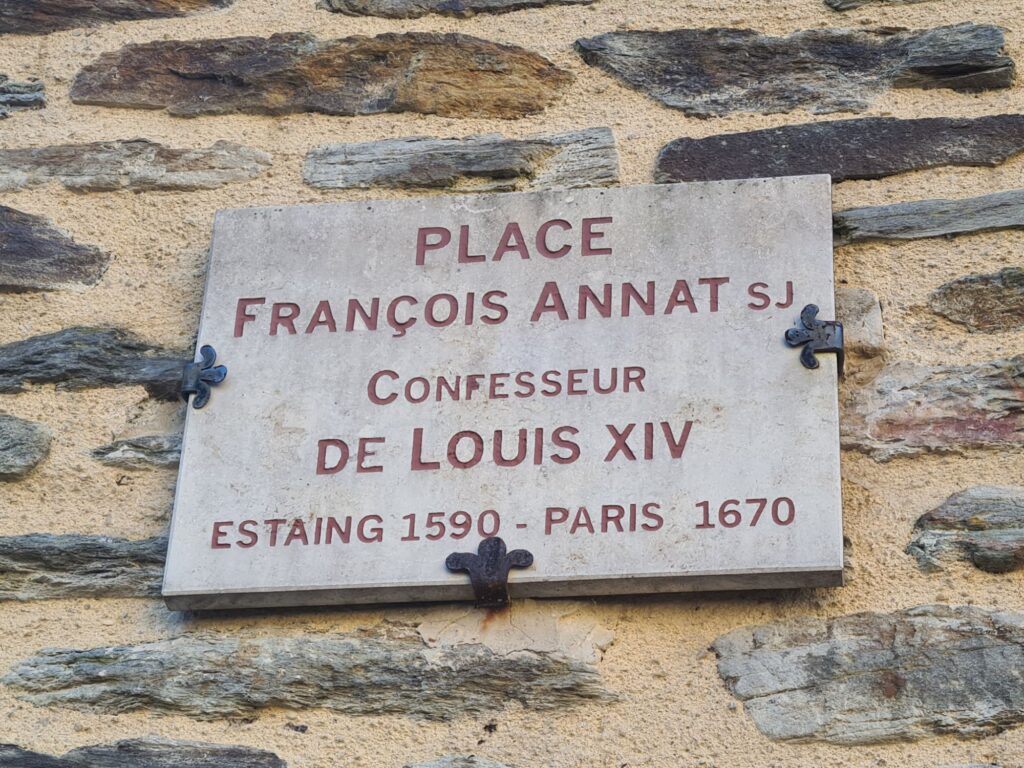 PLACE
FRANÇOIS ANNAT SJ
CONFESSEUR
DE LOUIS XIV
ESTAING 1590 - PARIS 1670